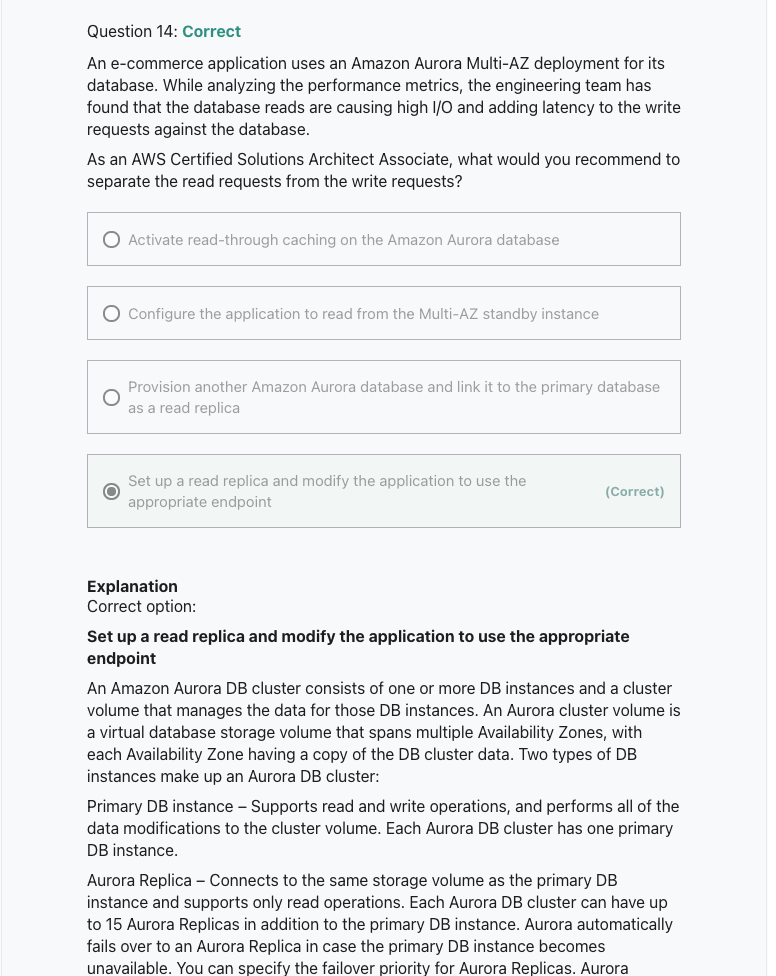 Question 14: Correct
An e-commerce application uses an Amazon Aurora Multi-AZ deployment for its
database. While analyzing the performance metrics, the engineering team has
found that the database reads are causing high I/O and adding latency to the write
requests against the database.
As an AWS Certified Solutions Architect Associate, what would you recommend to
separate the read requests from the write requests?
Activate read-through caching on the Amazon Aurora database
Configure the application to read from the Multi-AZ standby instance
Provision another Amazon Aurora database and link it to the primary database
as a read replica
Set up a read replica and modify the application to use the
appropriate endpoint
(Correct)
Explanation
Correct option:
Set up a read replica and modify the application to use the appropriate
endpoint
An Amazon Aurora DB cluster consists of one or more DB instances and a cluster
volume that manages the data for those DB instances. An Aurora cluster volume is
a virtual database storage volume that spans multiple Availability Zones, with
each Availability Zone having a copy of the DB cluster data. Two types of DB
instances make up an Aurora DB cluster:
Primary DB instance – Supports read and write operations, and performs all of the
data modifications to the cluster volume. Each Aurora DB cluster has one primary
DB instance.
Aurora Replica – Connects to the same storage volume as the primary DB
instance and supports only read operations. Each Aurora DB cluster can have up
to 15 Aurora Replicas in addition to the primary DB instance. Aurora automatically
fails over to an Aurora Replica in case the primary DB instance becomes
unavailable. You can specify the failover priority for Aurora Replicas. Aurora